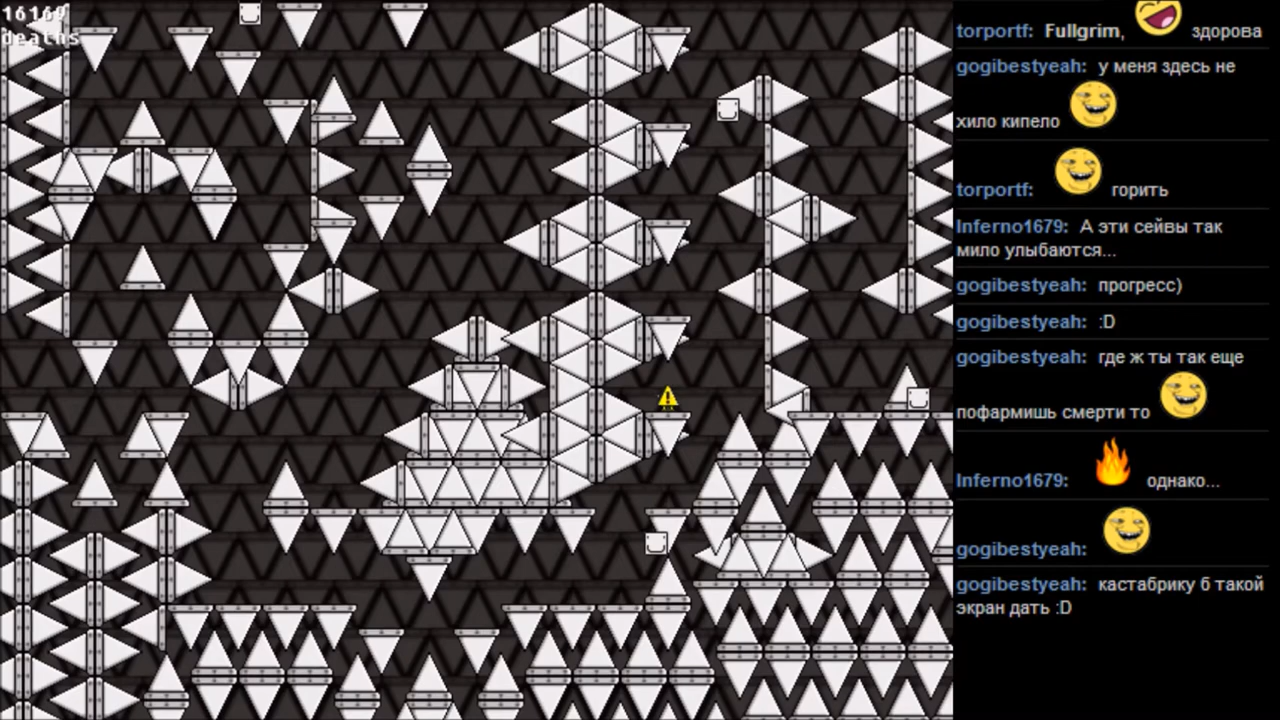 16169
deaths
torportf: Fullgrim, здорова
gogibestyeah: у меня здесь не
хило кипело
torportf: горить
Inferno1679: А эти сейвы так
мило улыбаются...
gogibestyeah: прогресс)
gogibestyeah: :D
gogibestyeah: где ж ты так еще
пофармишь смерти то
Inferno1679: однако...
gogibestyeah:
gogibestyeah: кастабрику б такой
экран дать :D